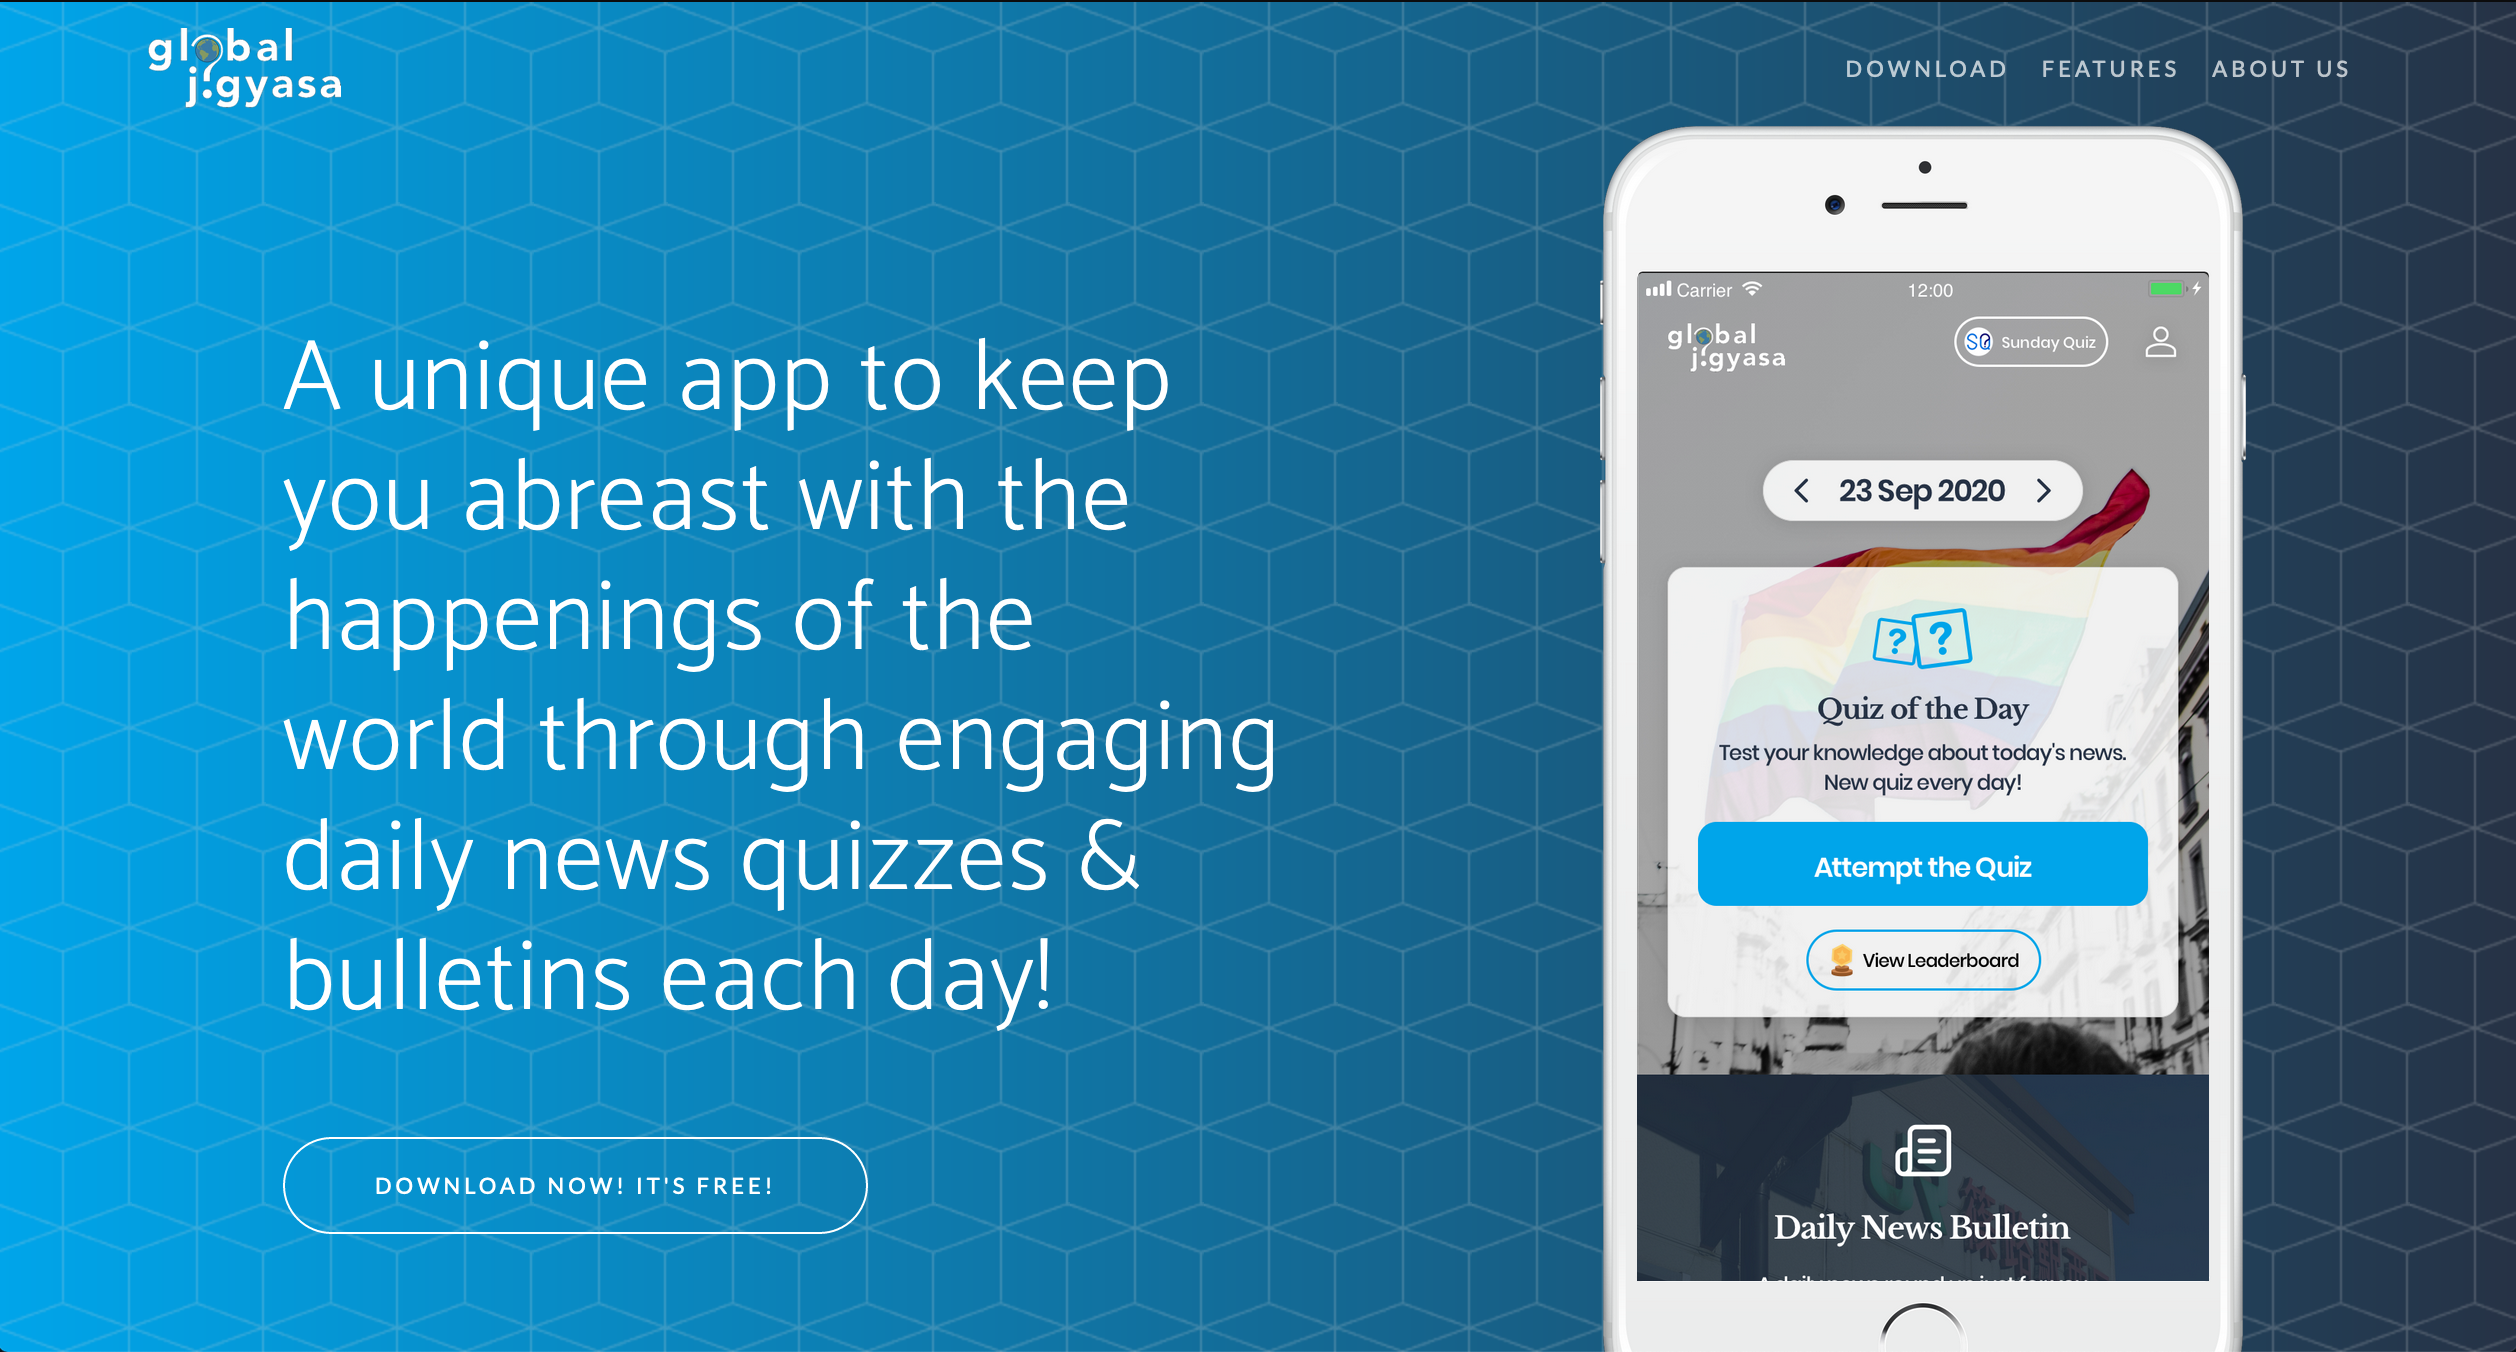 global
jigyasa
DOWNLOAD
FEATURES
ABOUT US
A unique app to keep
you abreast with the
happenings of the
world through engaging
daily news quizzes &
bulletins each day!
DOWNLOAD NOW! IT'S FREE!
Carrier
12:00
global
jigyasa
SQ
Sunday Quiz
23 Sep 2020
? ?
Quiz of the Day
Test your knowledge about today's news.
New quiz every day!
Attempt the Quiz
View Leaderboard
Daily News Bulletin